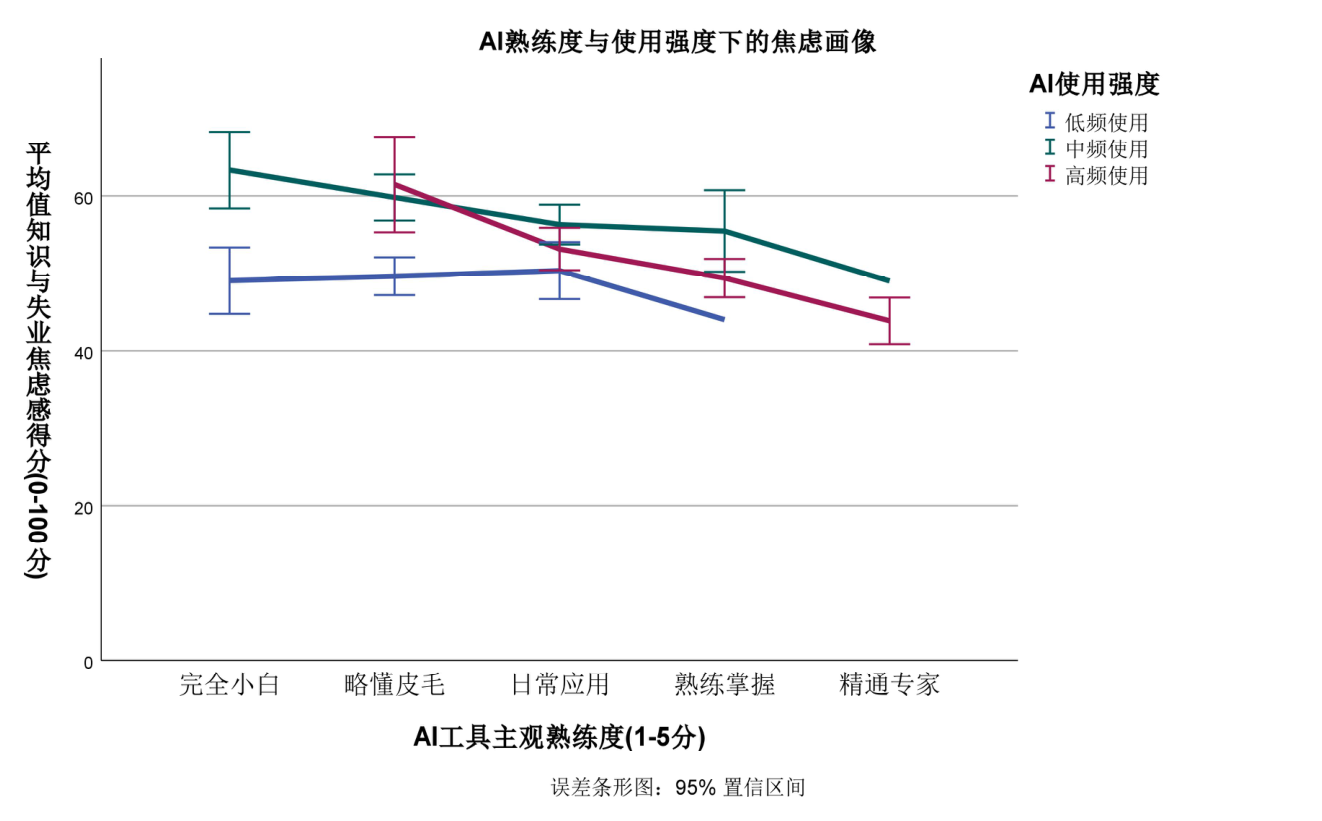 AI熟练度与使用强度下的焦虑画像
AI使用强度
低频使用
中频使用
高频使用
平均值知识与失业焦虑感得分(0-100分)
60
40
20
0
完全小白
略懂皮毛
日常应用
熟练掌握
精通专家
AI工具主观熟练度(1-5分)
误差条形图：95% 置信区间